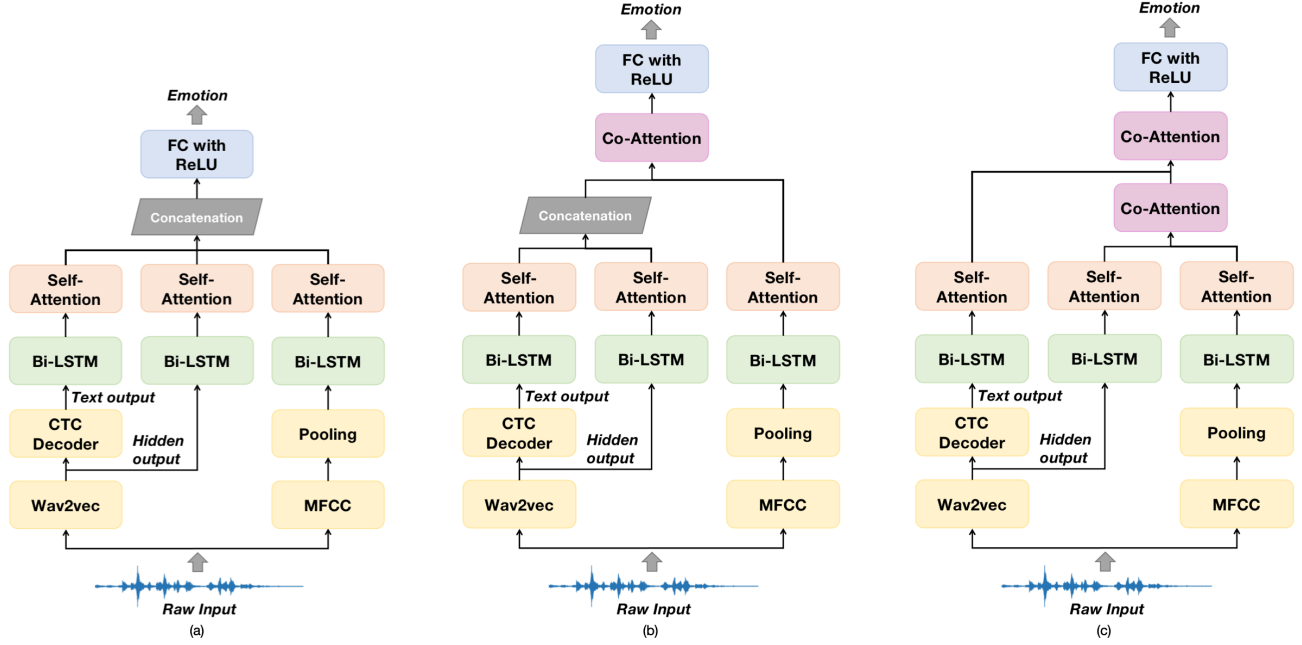 Emotion
FC with
ReLU
Concatenation
Self-
Attention
Self-
Attention
Self-
Attention
Bi-LSTM
Bi-LSTM
Bi-LSTM
Text output
CTC
Decoder
Hidden
output
Pooling
Wav2vec
MFCC
Raw Input
(a)
Emotion
FC with
ReLU
Co-Attention
Concatenation
Self-
Attention
Self-
Attention
Self-
Attention
Bi-LSTM
Bi-LSTM
Bi-LSTM
Text output
CTC
Decoder
Hidden
output
Pooling
Wav2vec
MFCC
Raw Input
(b)
Emotion
FC with
ReLU
Co-Attention
Co-Attention
Self-
Attention
Self-
Attention
Self-
Attention
Bi-LSTM
Bi-LSTM
Bi-LSTM
Text output
CTC
Decoder
Hidden
output
Pooling
Wav2vec
MFCC
Raw Input
(c)